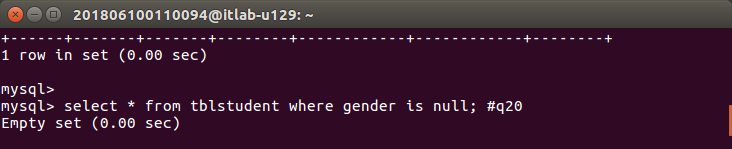 201806100110094@itlab-u129: ~
+------+-------+-------+--------+------------+------------+--------+
1 row in set (0.00 sec)
mysql>
mysql> select * from tblstudent where gender is null; #q20
Empty set (0.00 sec)